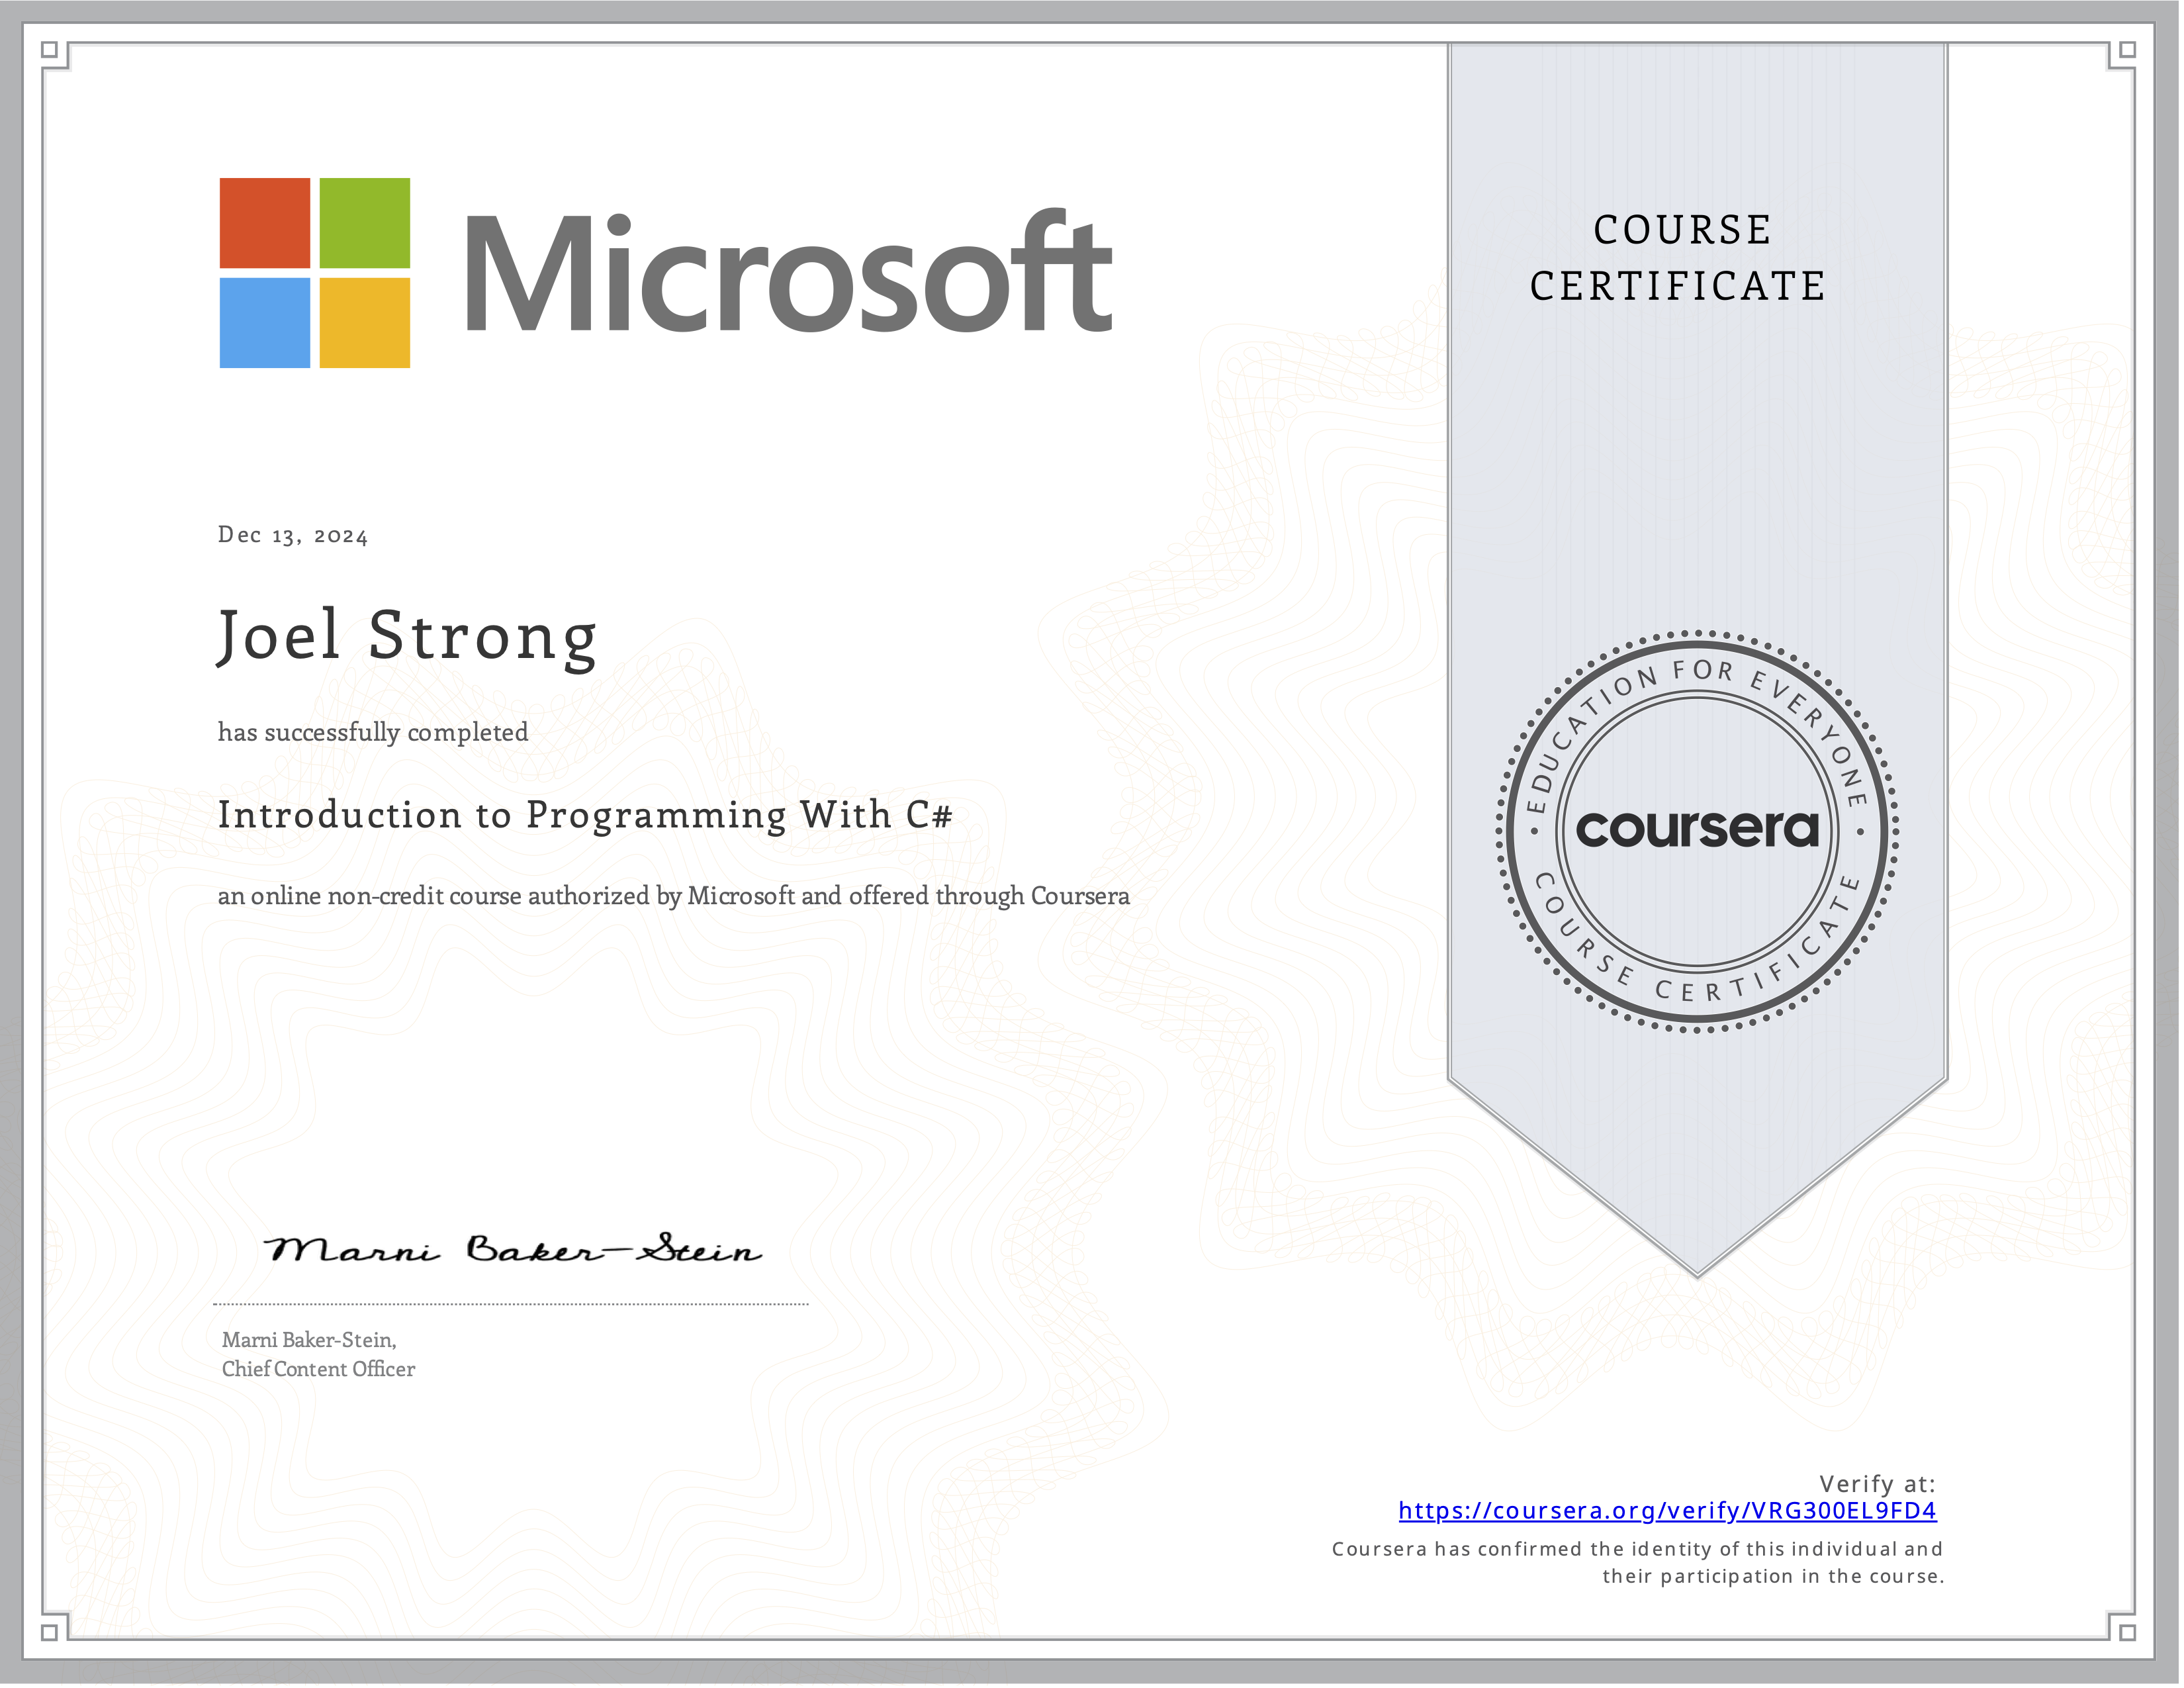 Microsoft
COURSE
CERTIFICATE
Dec 13, 2024
Joel Strong
has successfully completed
Introduction to Programming With C#
an online non-credit course authorized by Microsoft and offered through Coursera
EDUCATION FOR EVERYONE
coursera
COURSE CERTIFICATE
Marni Baker-Stein
Marni Baker-Stein,
Chief Content Officer
Verify at:
https://coursera.org/verify/VRG300EL9FD4
Coursera has confirmed the identity of this individual and
their participation in the course.